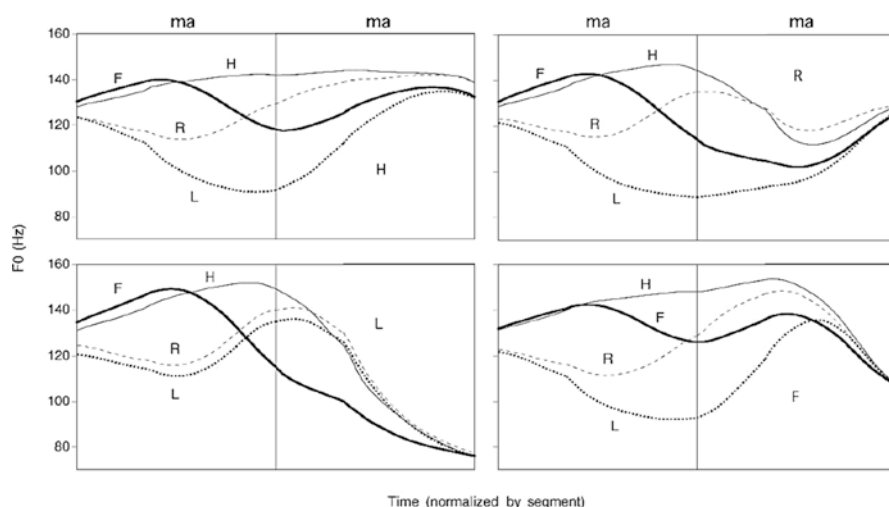 ma ma ma ma
160
140
120
100
80
F H R L H
F H R L R
F0 (Hz)
160
140
120
100
80
60
F H R L L
H F R L F
Time (normalized by segment)